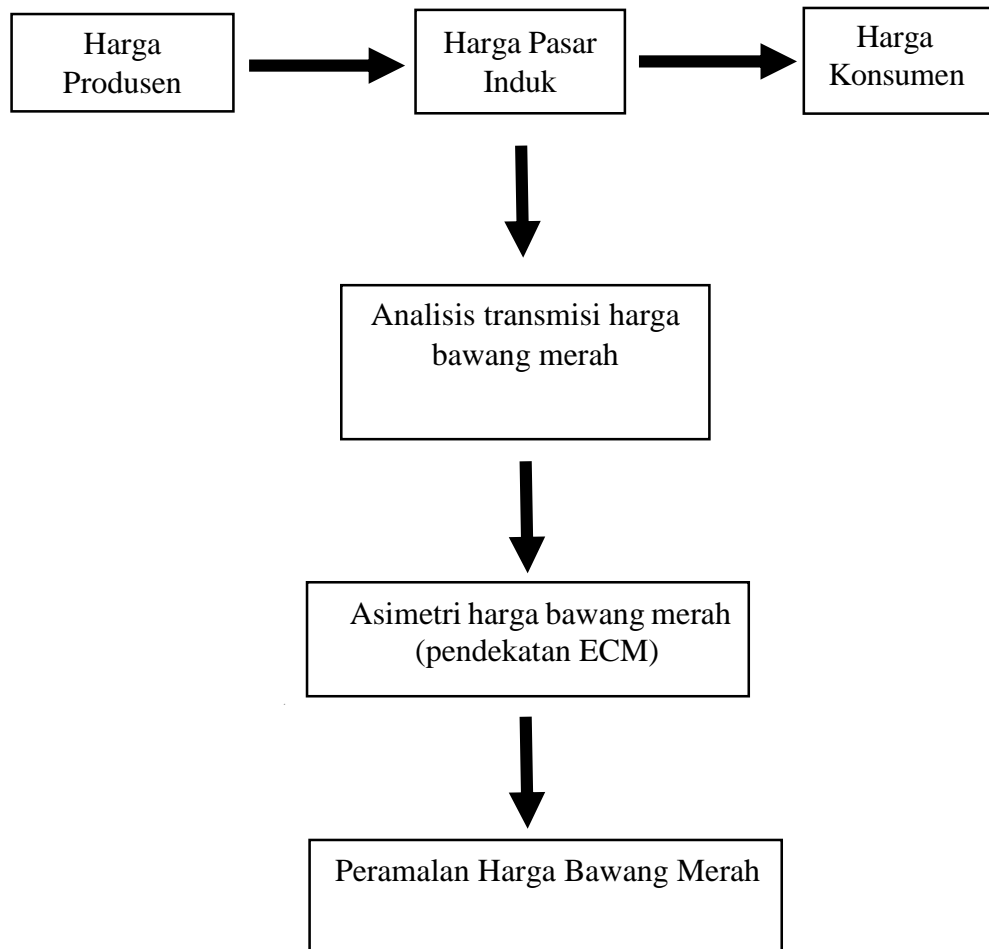 Harga
Produsen
Harga Pasar
Induk
Harga
Konsumen
Analisis transmisi harga
bawang merah
Asimetri harga bawang merah
(pendekatan ECM)
Peramalan Harga Bawang Merah